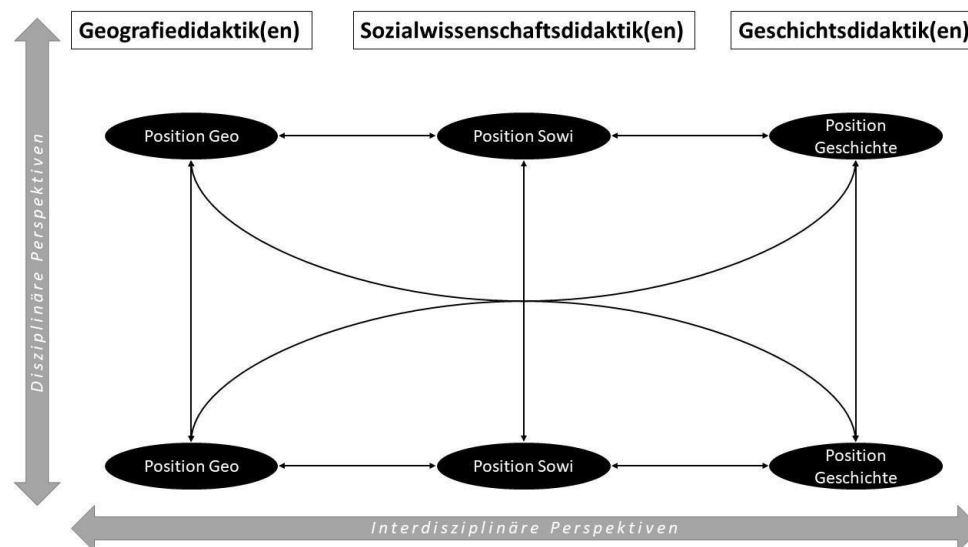 Geografiedidaktik(en)
Sozialwissenschaftsdidaktik(en)
Geschichtsdidaktik(en)
Disziplinäre Perspektiven
Position Geo
Position Sowi
Position
Geschichte
Position Geo
Position Sowi
Position
Geschichte
Interdisziplinäre Perspektiven